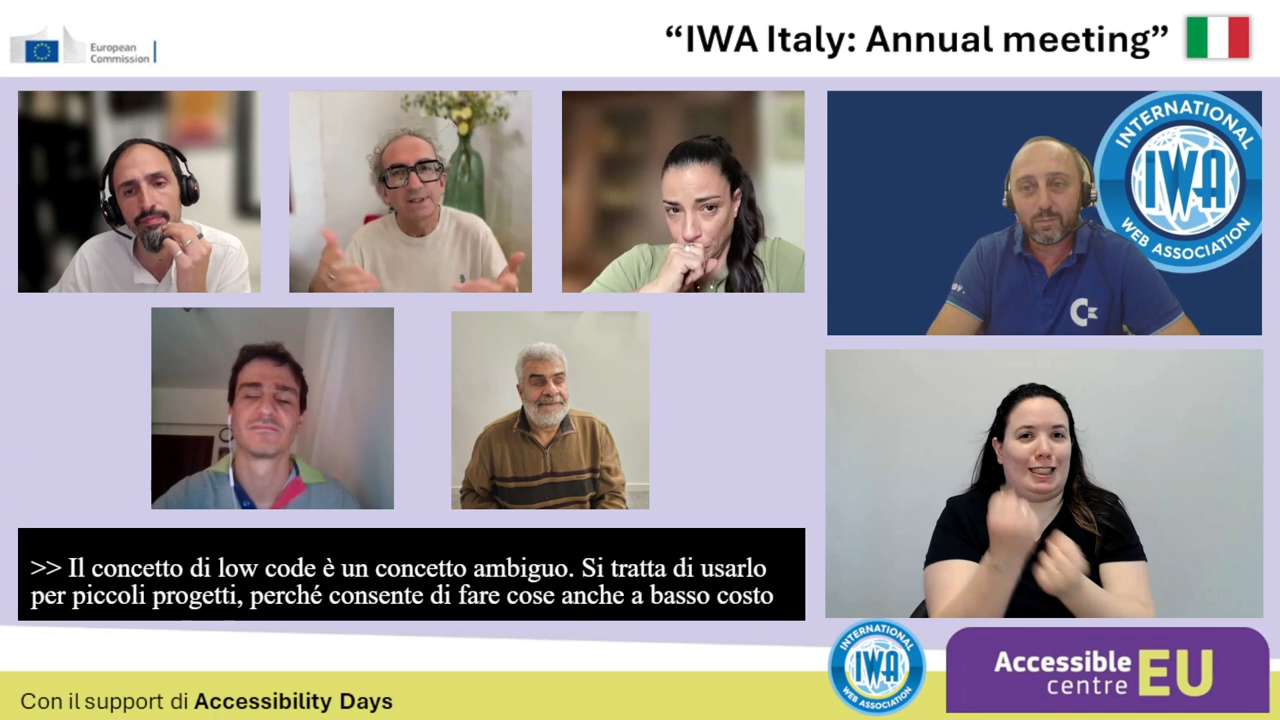 European
Commission
“IWA Italy: Annual meeting”
INTERNATIONAL
IWA
WEB ASSOCIATION
>> Il concetto di low code è un concetto ambiguo. Si tratta di usarlo
per piccoli progetti, perché consente di fare cose anche a basso costo
INTERNATIONAL
IWA
WEB ASSOCIATION
Accessible
centre
EU
Con il support di Accessibility Days